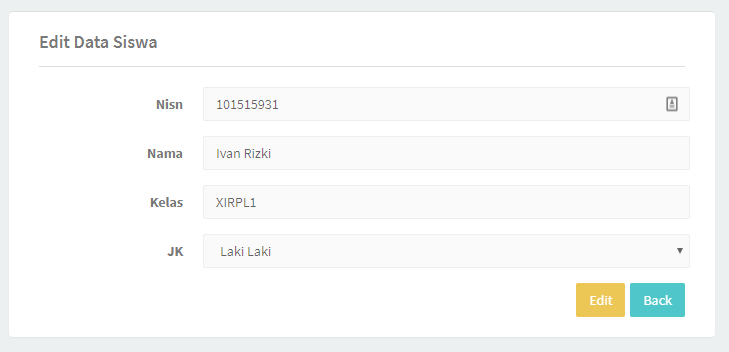 Edit Data Siswa
Nisn 101515931
Nama Ivan Rizki
Kelas XIRPL1
JK Laki Laki
Edit Back